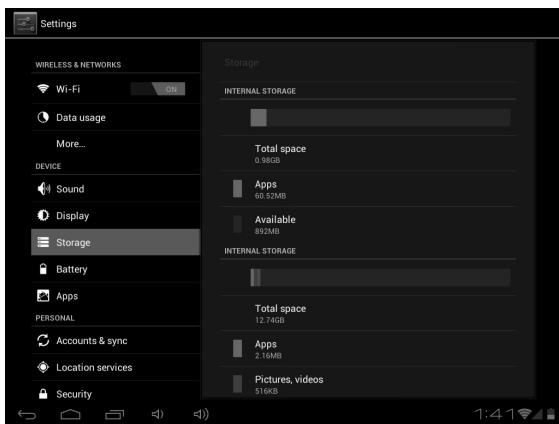 Settings
WIRELESS & NETWORKS
Wi-Fi
ON
Data usage
More...
DEVICE
Sound
Display
Storage
Battery
Apps
PERSONAL
Accounts & sync
Location services
Security
Storage
INTERNAL STORAGE
Total space
0.98GB
Apps
60.52MB
Available
892MB
INTERNAL STORAGE
Total space
12.74GB
Apps
2.16MB
Pictures, videos
516KB
1:41